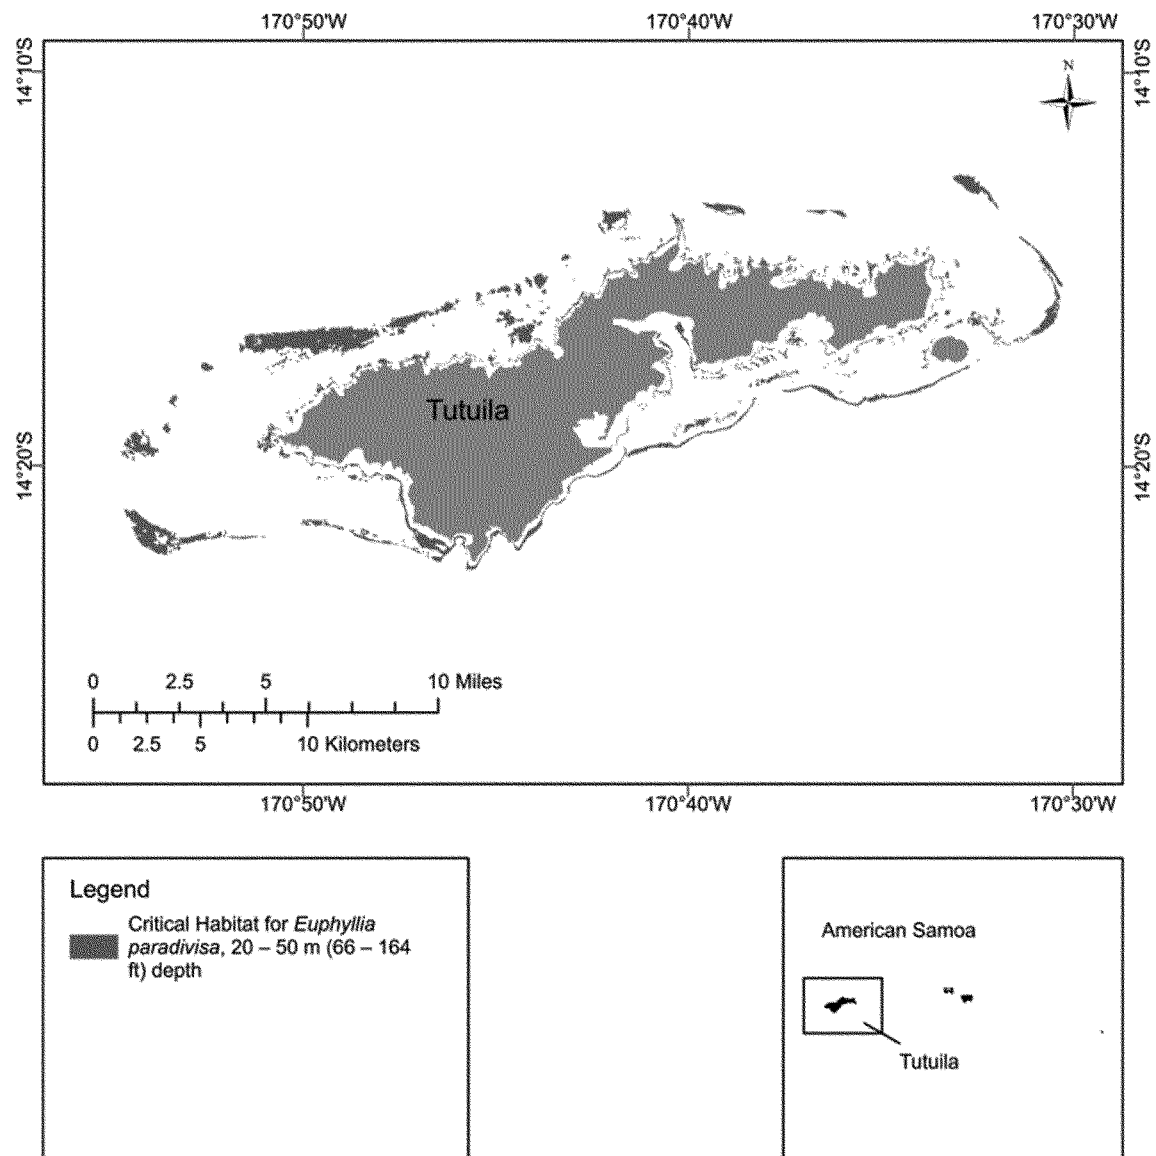 170°50'W 170°40'W 170°30'W
14°10'S 14°10'S
N
Tutuila
14°20'S 14°20'S
0 2.5 5 10 Miles
0 2.5 5 10 Kilometers
170°50'W 170°40'W 170°30'W
Legend
Critical Habitat for Euphyllia
paradivisa, 20 – 50 m (66 – 164
ft) depth
American Samoa
Tutuila